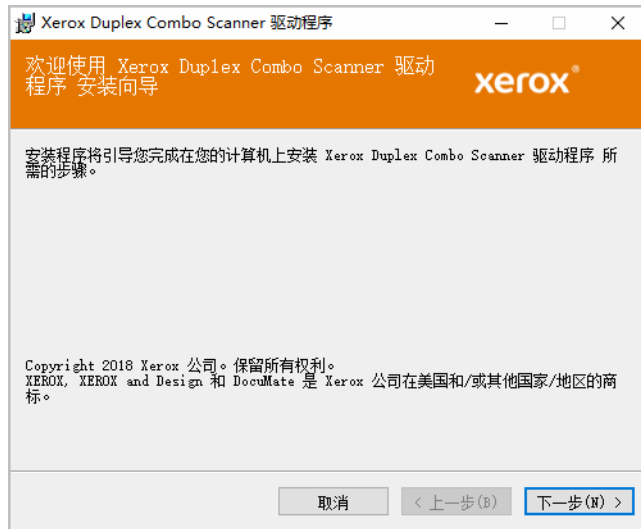 Xerox Duplex Combo Scanner 驱动程序
欢迎使用 Xerox Duplex Combo Scanner 驱动
程序 安装向导
xerox®
安装程序将引导您完成在您的计算机上安装 Xerox Duplex Combo Scanner 驱动程序 所
需的步骤。
Copyright 2018 Xerox 公司。保留所有权利。
XEROX, XEROX and Design 和 DocuMate 是 Xerox 公司在美国和/或其他国家/地区的商
标。
取消
< 上一步(B)
下一步(N) >